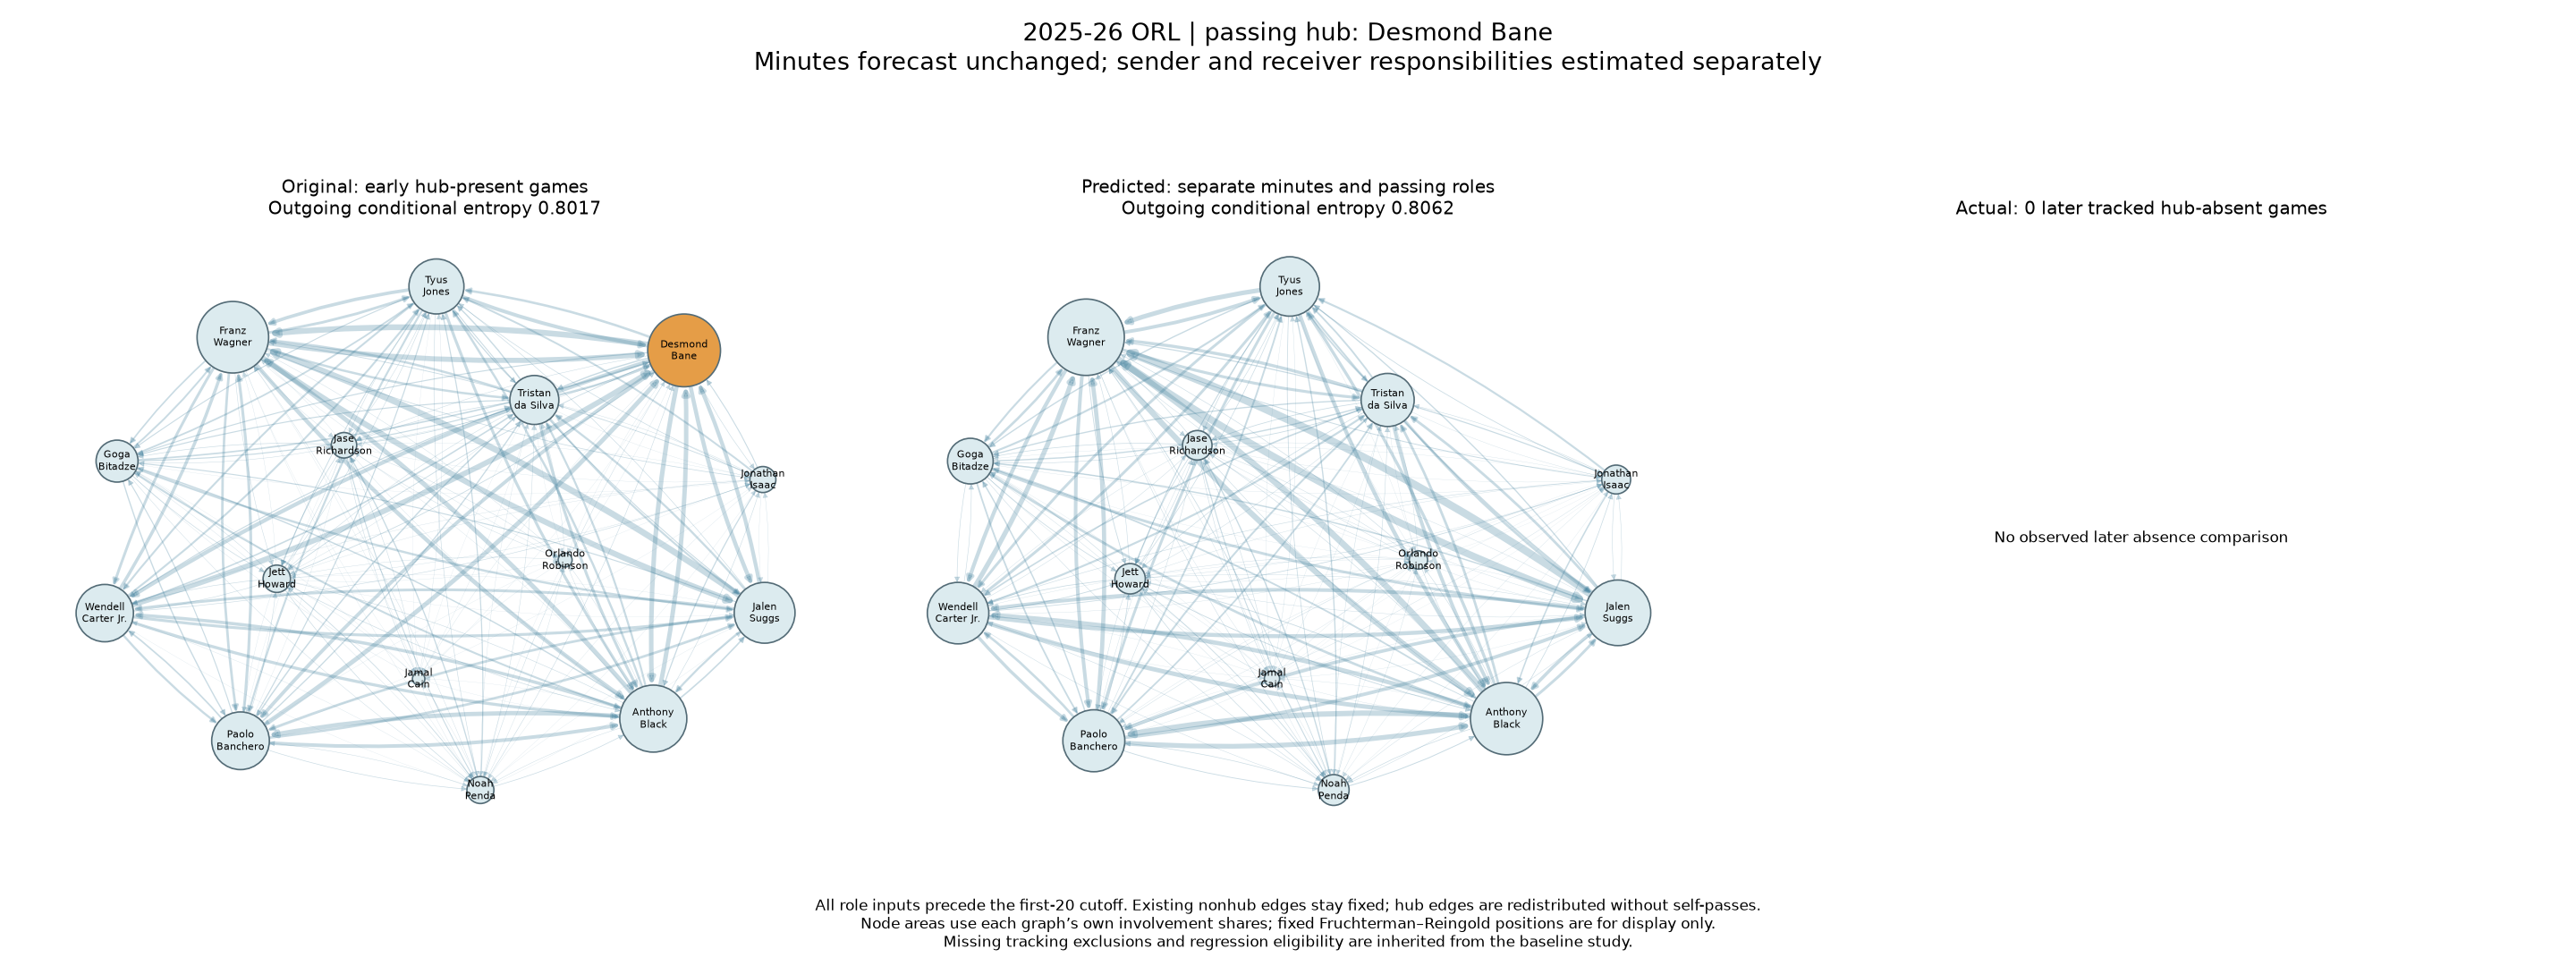 2025-26 ORL | passing hub: Desmond Bane
Minutes forecast unchanged; sender and receiver responsibilities estimated separately
Original: early hub-present games
Outgoing conditional entropy 0.8017
Tyus
Jones
Franz
Wagner
Desmond
Bane
Tristan
da Silva
Jase
Richardson
Goga
Bitadze
Jonathan
Isaac
Orlando
Robinson
Jett
Howard
Wendell
Carter Jr.
Jalen
Suggs
Jamal
Cain
Anthony
Black
Paolo
Banchero
Noah
Penda
Predicted: separate minutes and passing roles
Outgoing conditional entropy 0.8062
Tyus
Jones
Franz
Wagner
Tristan
da Silva
Jase
Richardson
Goga
Bitadze
Jonathan
Isaac
Orlando
Robinson
Jett
Howard
Wendell
Carter Jr.
Jalen
Suggs
Jamal
Cain
Anthony
Black
Paolo
Banchero
Noah
Penda
Actual: 0 later tracked hub-absent games
No observed later absence comparison
All role inputs precede the first-20 cutoff. Existing nonhub edges stay fixed; hub edges are redistributed without self-passes.
Node areas use each graph’s own involvement shares; fixed Fruchterman–Reingold positions are for display only.
Missing tracking exclusions and regression eligibility are inherited from the baseline study.